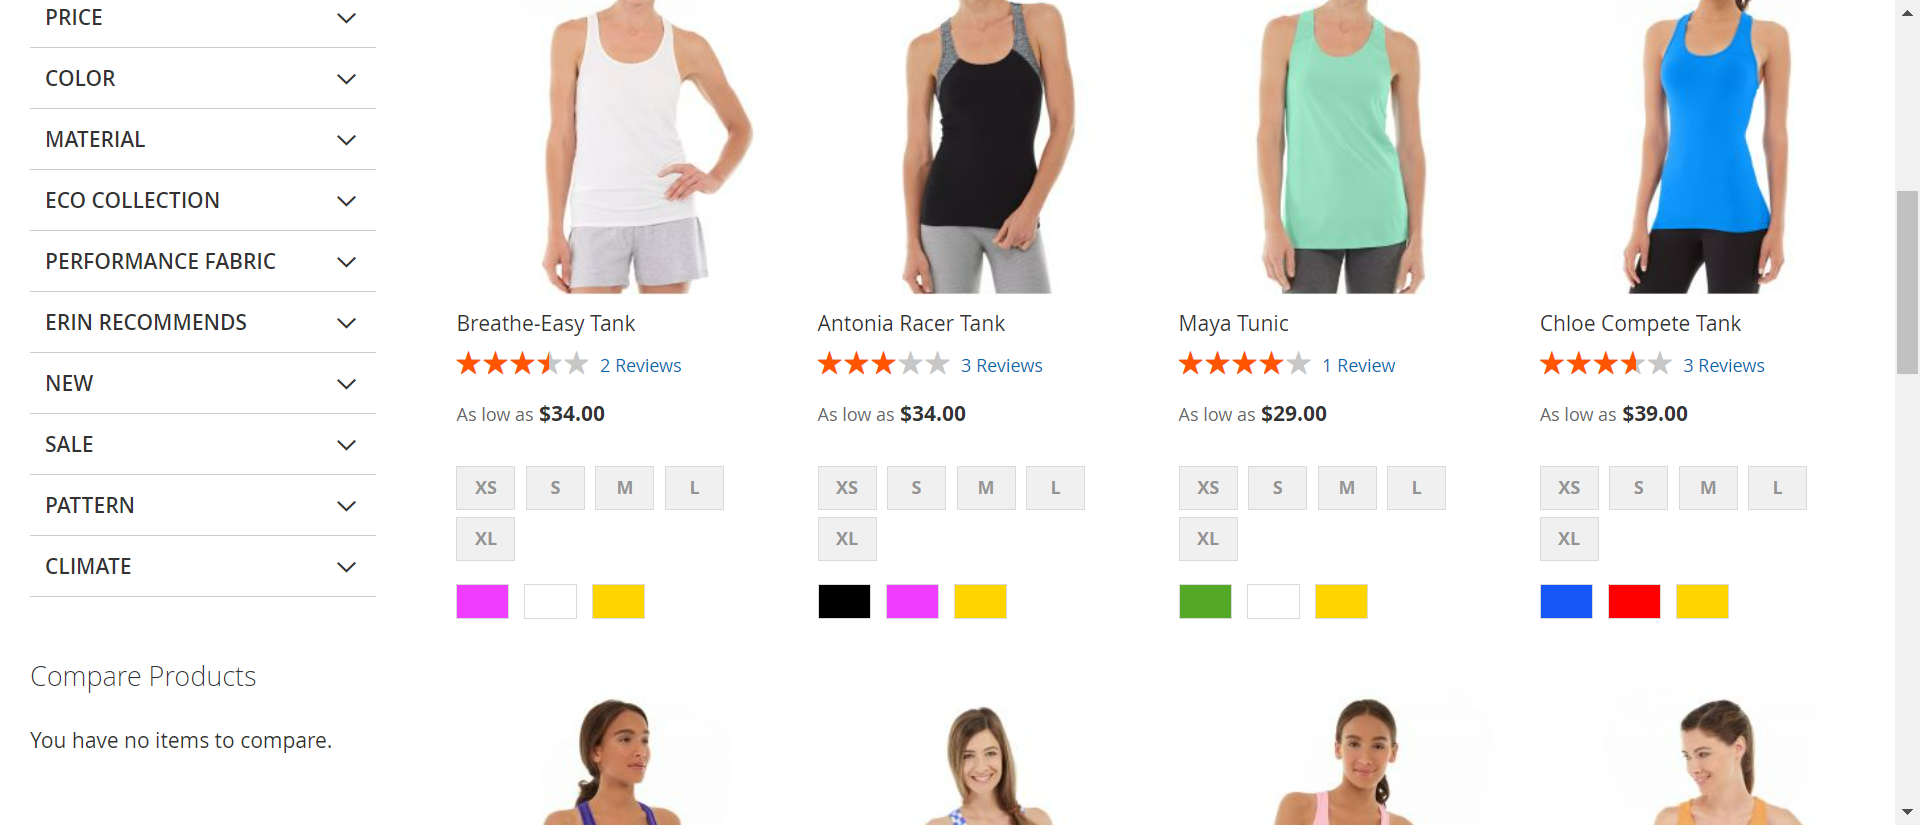 PRICE
COLOR
MATERIAL
ECO COLLECTION
PERFORMANCE FABRIC
ERIN RECOMMENDS
NEW
SALE
PATTERN
CLIMATE
Compare Products
You have no items to compare.
Breathe-Easy Tank
2 Reviews
As low as $34.00
XS S M L
XL
Antonia Racer Tank
3 Reviews
As low as $34.00
XS S M L
XL
Maya Tunic
1 Review
As low as $29.00
XS S M L
XL
Chloe Compete Tank
3 Reviews
As low as $39.00
XS S M L
XL